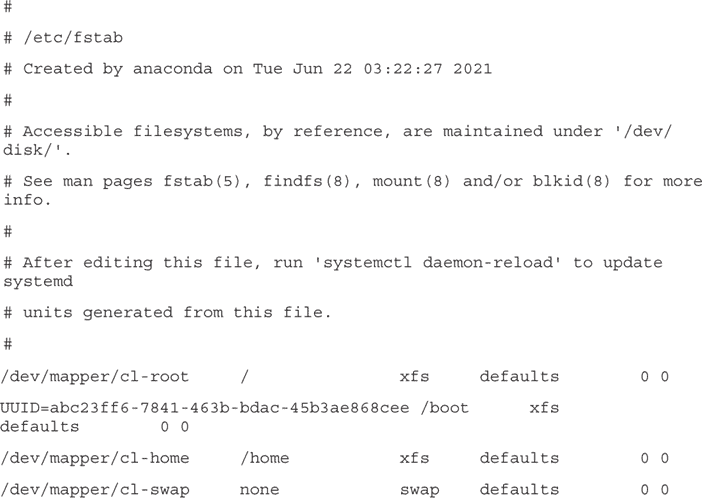 #
# /etc/fstab
# Created by anaconda on Tue Jun 22 03:22:27 2021
#
# Accessible filesystems, by reference, are maintained under '/dev/
disk/'.
# See man pages fstab(5), findfs(8), mount(8) and/or blkid(8) for more
info.
#
# After editing this file, run 'systemctl daemon-reload' to update
systemd
# units generated from this file.
#
/dev/mapper/cl-root     /               xfs     defaults        0 0
UUID=abc23ff6-7841-463b-bdac-45b3ae868cee /boot      xfs
defaults        0 0
/dev/mapper/cl-home     /home           xfs     defaults        0 0
/dev/mapper/cl-swap     none            swap    defaults        0 0